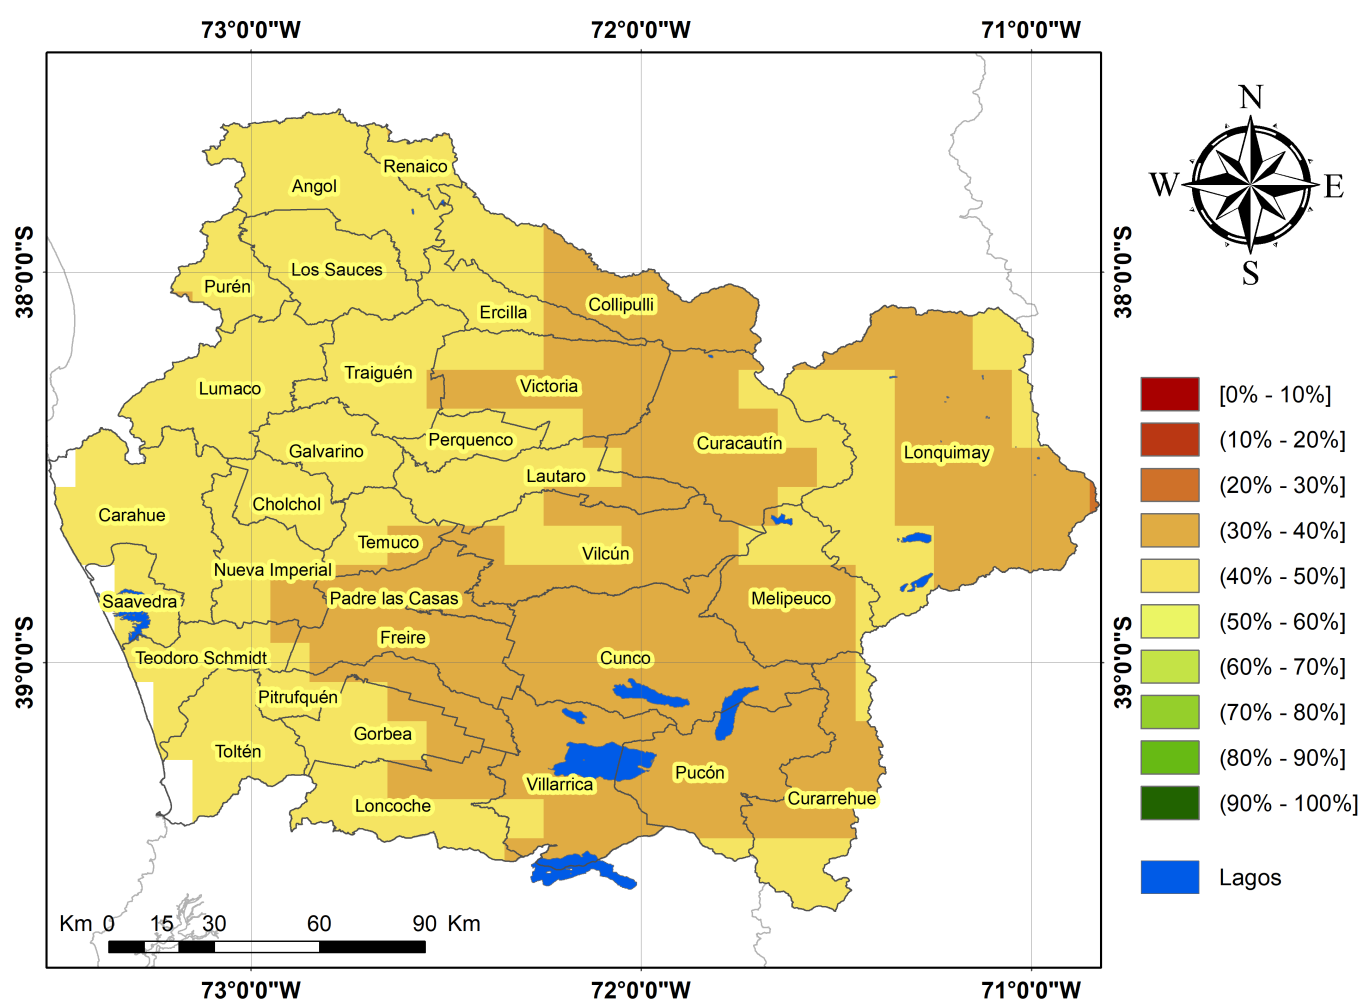 73°0'0"W 72°0'0"W 71°0'0"W
N
W E
S
38°0'0"S 38°0'0"S
39°0'0"S 39°0'0"S
Renaico
Angol
Los Sauces
Purén
Collipulli
Ercilla
Traiguén
Lumaco
Victoria
Perquenco
Curacautín
Galvarino
Lonquimay
Lautaro
Cholchol
Carahue
Temuco
Vilcún
Nueva Imperial
Saavedra
Padre las Casas
Melipeuco
Freire
Teodoro Schmidt
Cunco
Pitrufquén
Gorbea
Toltén
Pucón
Villarrica
Loncoche
Curarrehue
[0% - 10%]
(10% - 20%]
(20% - 30%]
(30% - 40%]
(40% - 50%]
(50% - 60%]
(60% - 70%]
(70% - 80%]
(80% - 90%]
(90% - 100%]
Lagos
Km 0 15 30 60 90 Km
73°0'0"W 72°0'0"W 71°0'0"W